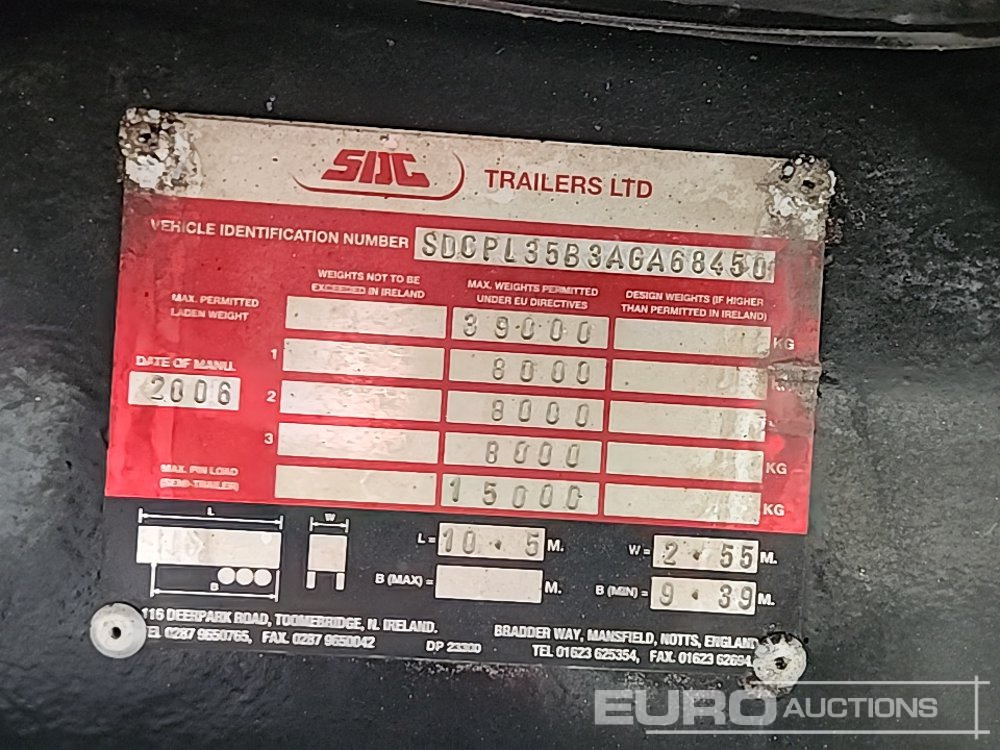 SDC TRAILERS LTD
VEHICLE IDENTIFICATION NUMBER SDCPL35B3AGA68450
WEIGHTS NOT TO BE EXCEEDED IN IRELAND
MAX. WEIGHTS PERMITTED UNDER EU DIRECTIVES
DESIGN WEIGHTS (IF HIGHER THAN PERMITTED IN IRELAND)
MAX. PERMITTED LADEN WEIGHT 39000 KG
DATE OF MANU. 2006
1 8000 KG
2 8000
3 8000 KG
MAX. PIN LOAD (SEMI-TRAILER) 15000 KG
L W
B
L = 10.5 M. W = 2.55 M.
B (MAX) = M. B (MIN) = 9.39 M.
116 DEERPARK ROAD, TOOMEBRIDGE, N. IRELAND.
TEL 0287 9650765, FAX. 0287 9650042
DP 23300
BRADDER WAY, MANSFIELD, NOTTS, ENGLAND
TEL 01623 625354, FAX. 01623 62694
EURO AUCTIONS